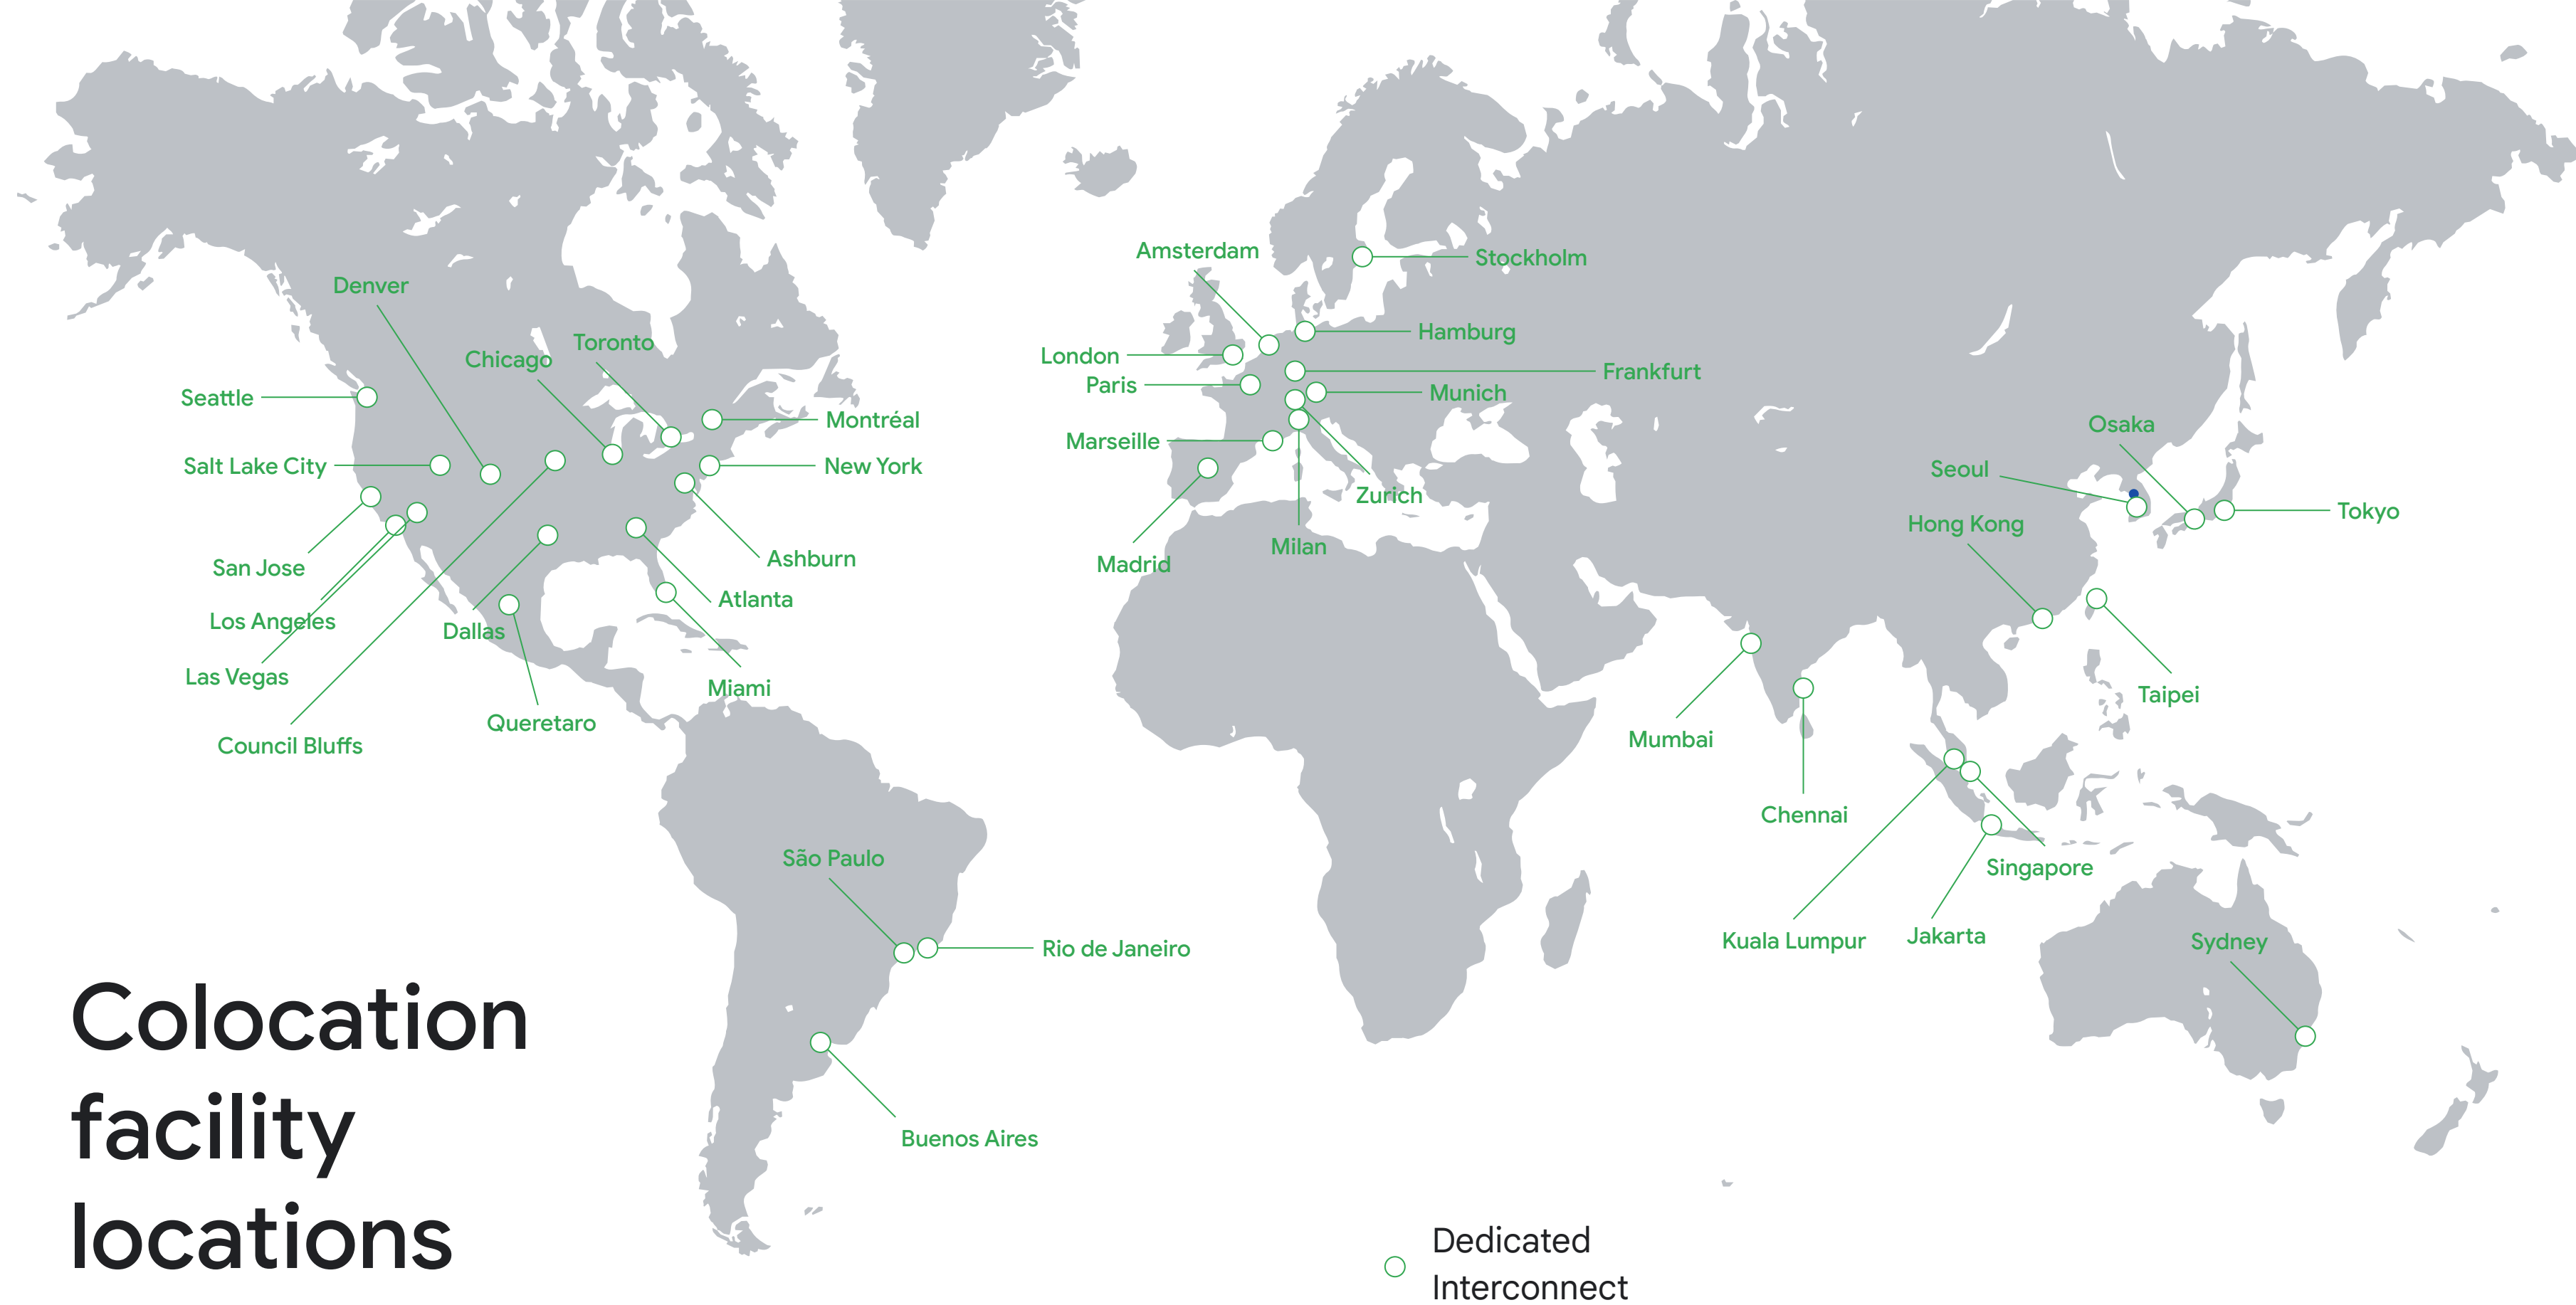 Amsterdam
Stockholm
Denver
Hamburg
Toronto
London
Chicago
Frankfurt
Paris
Munich
Seattle
Montréal
Osaka
Marseille
Salt Lake City
New York
Seoul
Zurich
Tokyo
Hong Kong
Milan
Ashburn
Madrid
San Jose
Atlanta
Los Angeles
Dallas
Las Vegas
Miami
Taipei
Queretaro
Mumbai
Council Bluffs
Chennai
São Paulo
Singapore
Jakarta
Kuala Lumpur
Sydney
Rio de Janeiro
Buenos Aires
Colocation
facility
locations
Dedicated
Interconnect